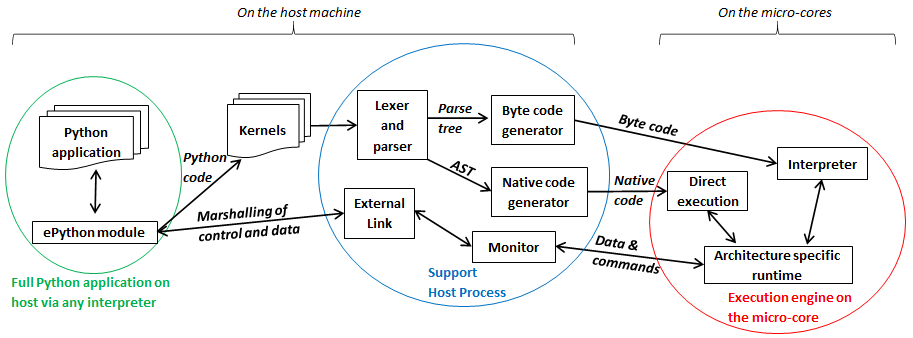 On the host machine
On the micro-cores
Python
application
ePython module
Full Python application on
host via any interpreter
Python
code
Kernels
Marshalling of
control and data
Lexer
and
parser
Parse
tree
AST
Byte code
generator
Native code
generator
External
Link
Monitor
Support
Host Process
Byte code
Native
code
Data &
commands
Interpreter
Direct
execution
Architecture specific
runtime
Execution engine on
the micro-core